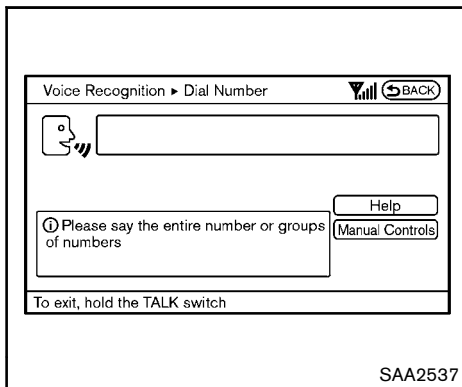 Voice Recognition ▸ Dial Number
BACK
Help
ⓘ Please say the entire number or groups
of numbers
Manual Controls
To exit, hold the TALK switch
SAA2537